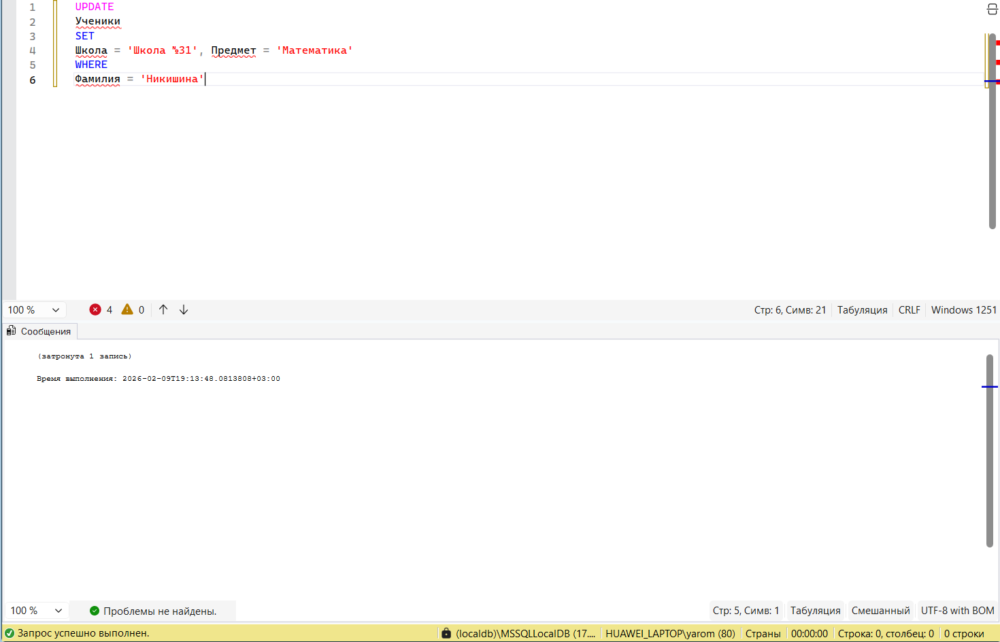 1 UPDATE
2 Ученики
3 SET
4 Школа = 'Школа №31', Предмет = 'Математика'
5 WHERE
6 Фамилия = 'Никишина'
100 % 4 0 Стр: 6, Симв: 21 Табуляция CRLF Windows 1251
Сообщения
(затронута 1 запись)
Время выполнения: 2026-02-09T19:13:48.0813808+03:00
100 % Проблемы не найдены. Стр: 5, Симв: 1 Табуляция Смешанный UTF-8 with BOM
Запрос успешно выполнен. (localdb)\MSSQLLocalDB (17.... HUAWEI_LAPTOP\yarom (80) Страны 00:00:00 Строка: 0, столбец: 0 0 строки